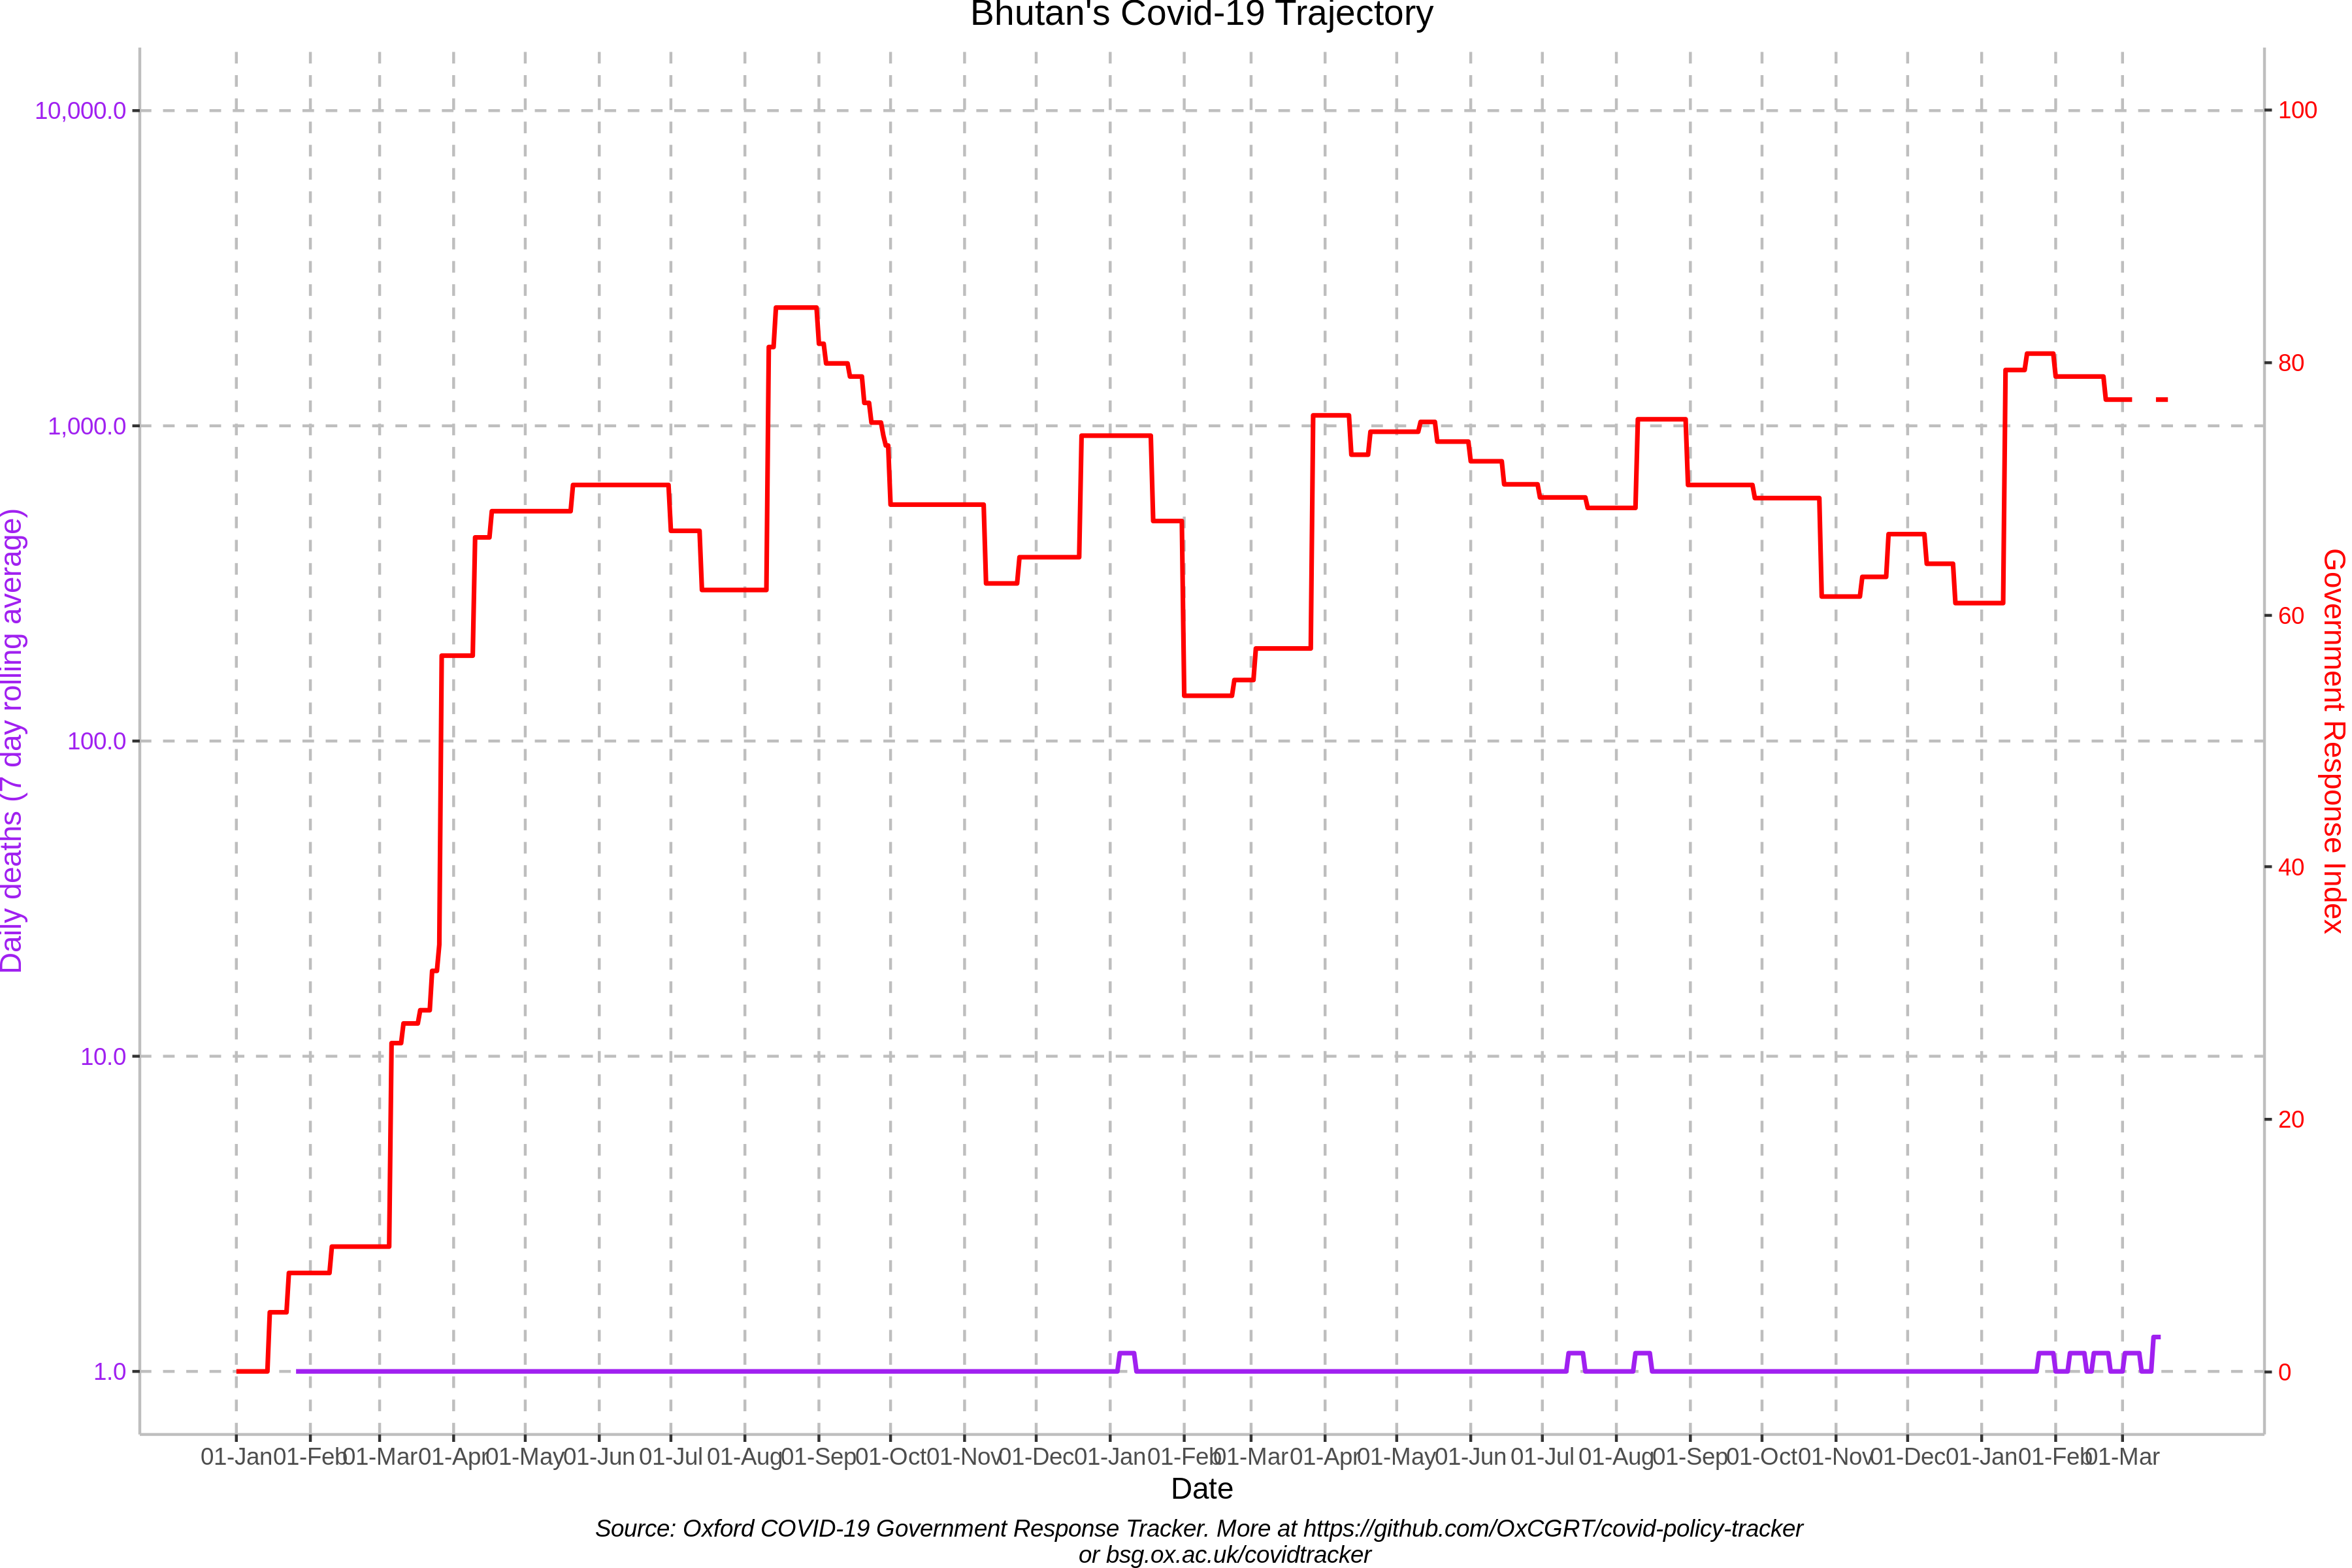 Bhutan's Covid-19 Trajectory
10,000.0
1,000.0
100.0
10.0
1.0
Daily deaths (7 day rolling average)
100
80
60
40
20
0
Government Response Index
01-Jan 01-Feb 01-Mar 01-Apr 01-May 01-Jun 01-Jul 01-Aug 01-Sep 01-Oct 01-Nov 01-Dec 01-Jan 01-Feb 01-Mar 01-Apr 01-May 01-Jun 01-Jul 01-Aug 01-Sep 01-Oct 01-Nov 01-Dec 01-Jan 01-Feb 01-Mar
Date
Source: Oxford COVID-19 Government Response Tracker. More at https://github.com/OxCGRT/covid-policy-tracker
or bsg.ox.ac.uk/covidtracker